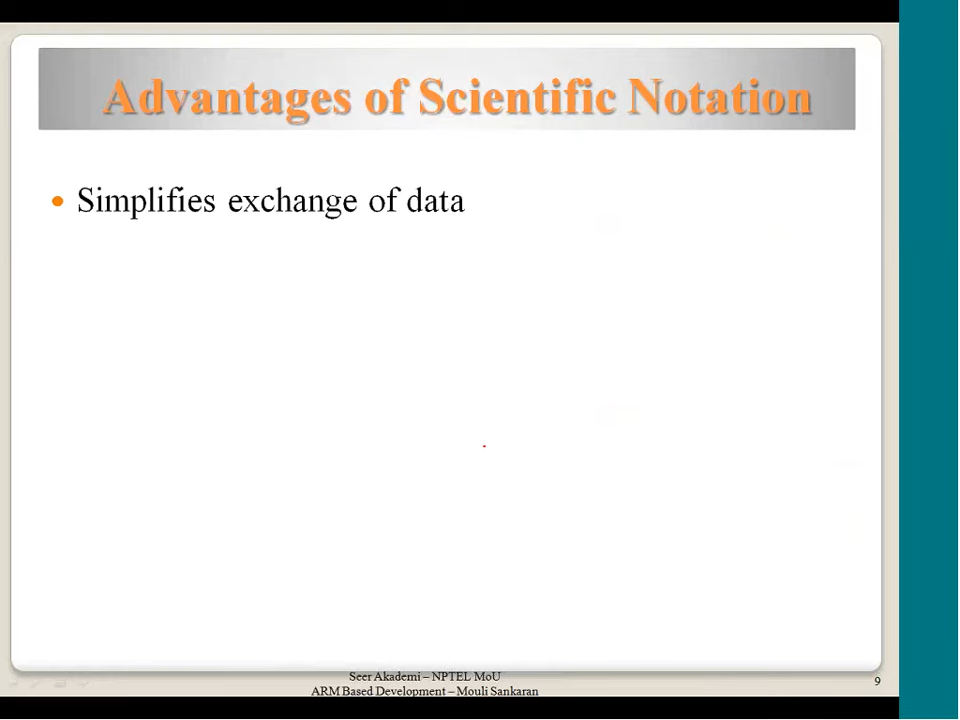 Advantages of Scientific Notation
• Simplifies exchange of data
Seer Akademi – NPTEL MoU
ARM Based Development – Mouli Sankaran
9